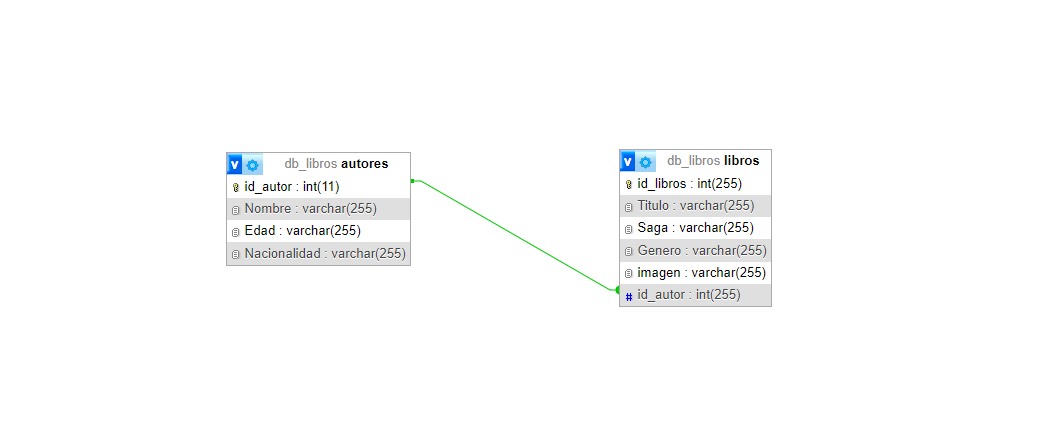 v db_libros autores
id_autor : int(11)
Nombre : varchar(255)
Edad : varchar(255)
Nacionalidad : varchar(255)
v db_libros libros
id_libros : int(255)
Titulo : varchar(255)
Saga : varchar(255)
Genero : varchar(255)
imagen : varchar(255)
# id_autor : int(255)